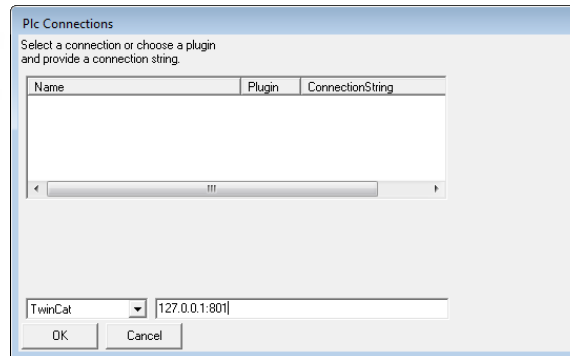 Plc Connections
Select a connection or choose a plugin
and provide a connection string.
Name Plugin ConnectionString
TwinCat 127.0.0.1:801
OK Cancel